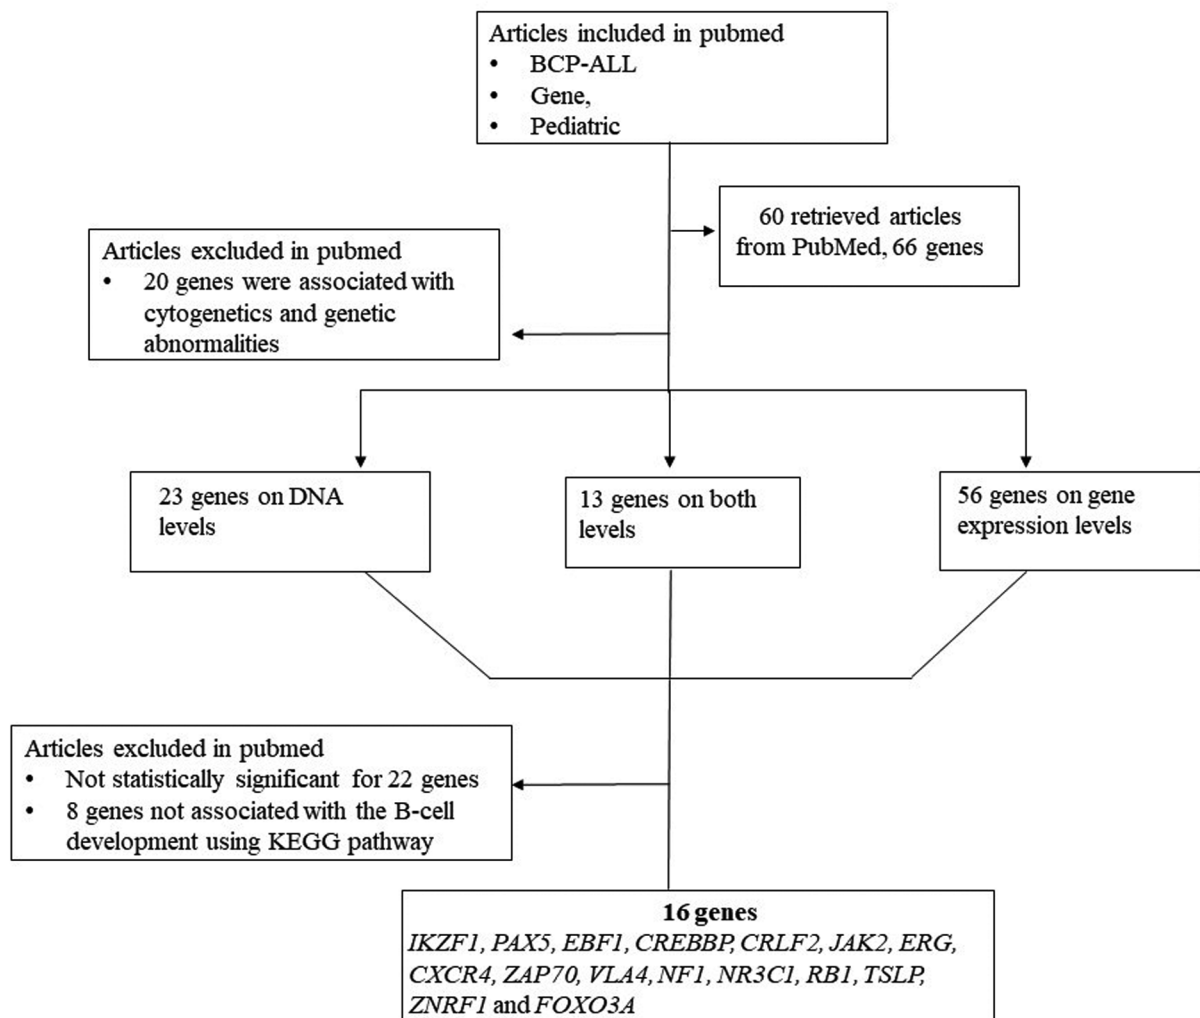 Articles included in pubmed
• BCP-ALL
• Gene,
• Pediatric
60 retrieved articles
from PubMed, 66 genes
Articles excluded in pubmed
• 20 genes were associated with
cytogenetics and genetic
abnormalities
23 genes on DNA
levels
13 genes on both
levels
56 genes on gene
expression levels
Articles excluded in pubmed
• Not statistically significant for 22 genes
• 8 genes not associated with the B-cell
development using KEGG pathway
16 genes
IKZF1, PAX5, EBF1, CREBBP, CRLF2, JAK2, ERG,
CXCR4, ZAP70, VLA4, NF1, NR3C1, RB1, TSLP,
ZNRF1 and FOXO3A